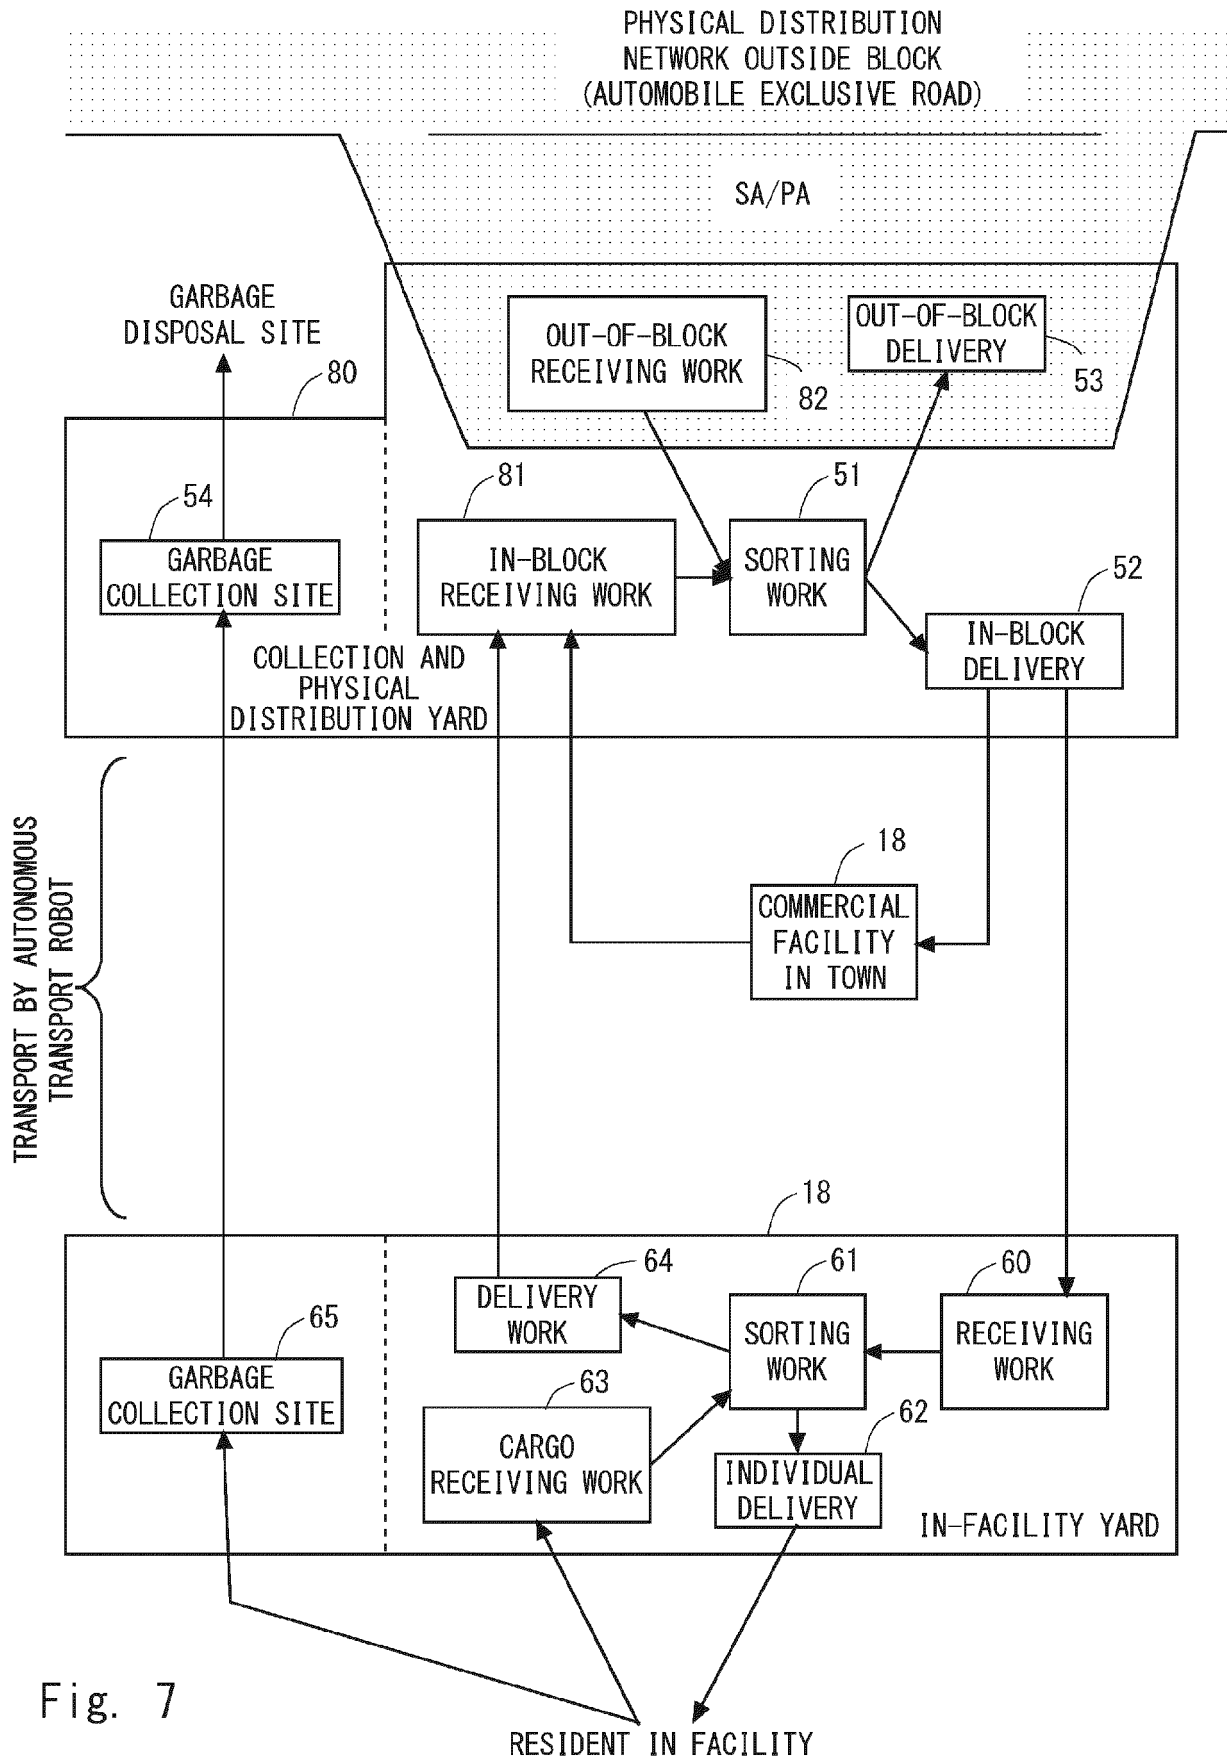 PHYSICAL DISTRIBUTION
NETWORK OUTSIDE BLOCK
(AUTOMOBILE EXCLUSIVE ROAD)
SA/PA
GARBAGE
DISPOSAL SITE
80
OUT-OF-BLOCK
RECEIVING WORK
82
OUT-OF-BLOCK
DELIVERY
53
54
GARBAGE
COLLECTION SITE
81
IN-BLOCK
RECEIVING WORK
51
SORTING
WORK
52
IN-BLOCK
DELIVERY
COLLECTION AND
PHYSICAL
DISTRIBUTION YARD
TRANSPORT BY AUTONOMOUS
TRANSPORT ROBOT
18
COMMERCIAL
FACILITY
IN TOWN
18
65
GARBAGE
COLLECTION SITE
64
DELIVERY
WORK
61
SORTING
WORK
60
RECEIVING
WORK
63
CARGO
RECEIVING WORK
62
INDIVIDUAL
DELIVERY
IN-FACILITY YARD
RESIDENT IN FACILITY
Fig. 7